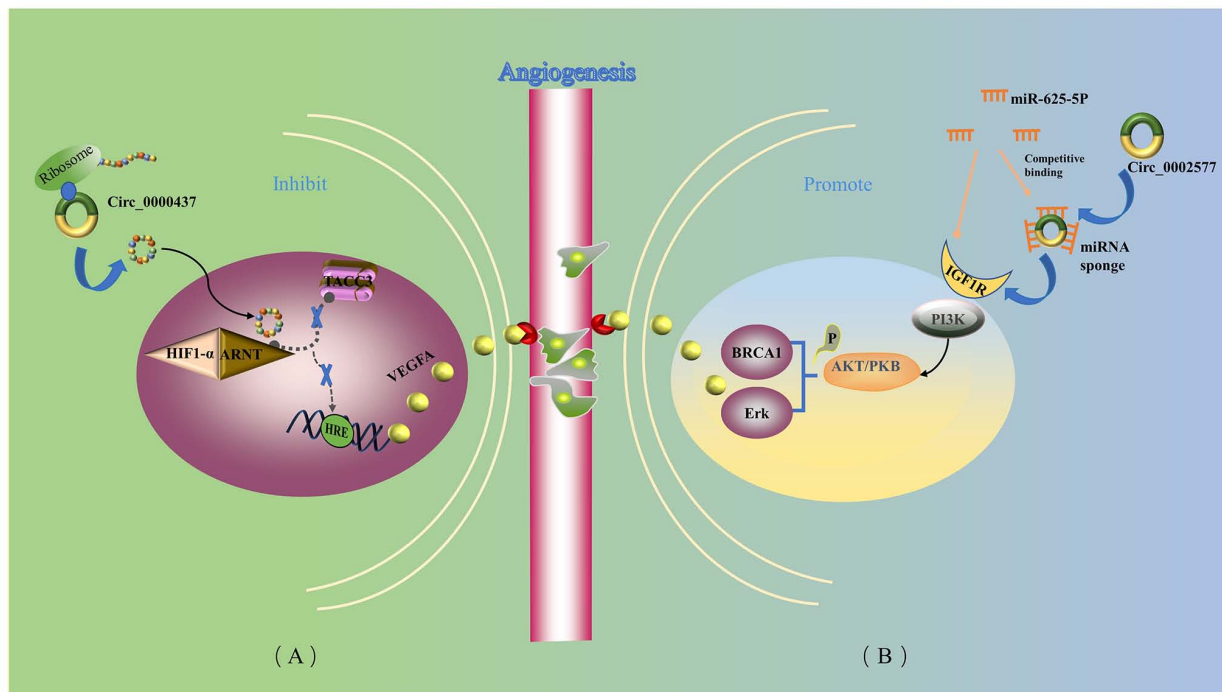 Angiogenesis
Ribosome
Circ_0000437
Inhibit
TACC3
HIF1-α
ARNT
VEGFA
HRE
( A )
Promote
miR-625-5P
Circ_0002577
Competitive
binding
miRNA
sponge
IGF1R
PI3K
P
AKT/PKB
BRCA1
Erk
( B )